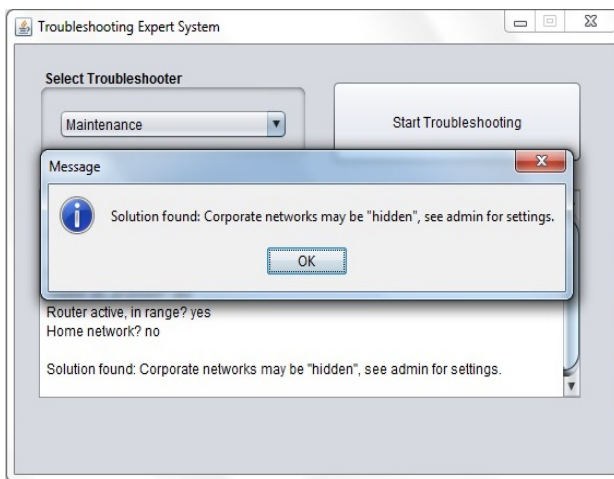 Troubleshooting Expert System
Select Troubleshooter
Maintenance
Start Troubleshooting
Message
Solution found: Corporate networks may be "hidden", see admin for settings.
OK
Router active, in range? yes
Home network? no
Solution found: Corporate networks may be "hidden", see admin for settings.